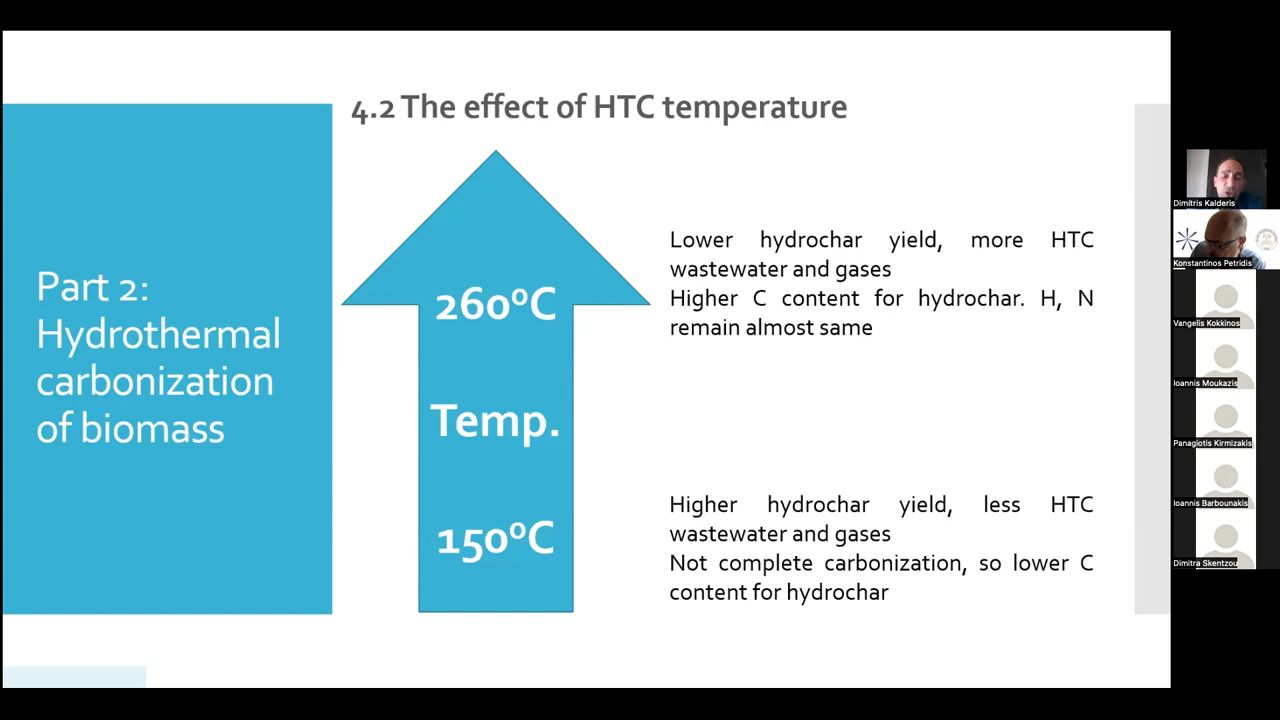 4.2 The effect of HTC temperature
Part 2:
Hydrothermal
carbonization
of biomass
260°C
Temp.
150°C
Lower hydrochar yield, more HTC
wastewater and gases
Higher C content for hydrochar. H, N
remain almost same
Higher hydrochar yield, less HTC
wastewater and gases
Not complete carbonization, so lower C
content for hydrochar
Dimitris Kalderis
Konstantinos Petridis
Vangelis Kokkinos
Ioannis Moukazis
Panagiotis Kirmizakis
Ioannis Barbounakis
Dimitra Skentzou